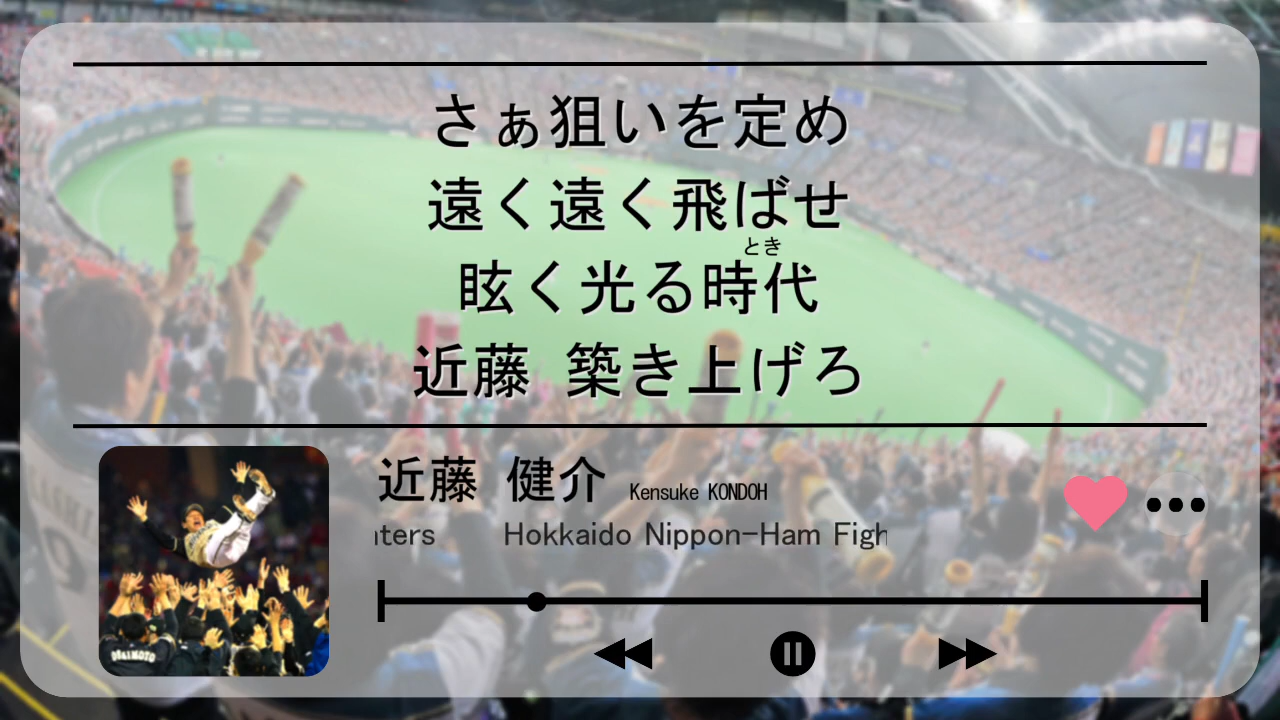 さぁ狙いを定め
遠く遠く飛ばせ
とき
眩く光る時代
近藤 築き上げろ
近藤 健介 Kensuke KONDOH
nters Hokkaido Nippon-Ham Figh